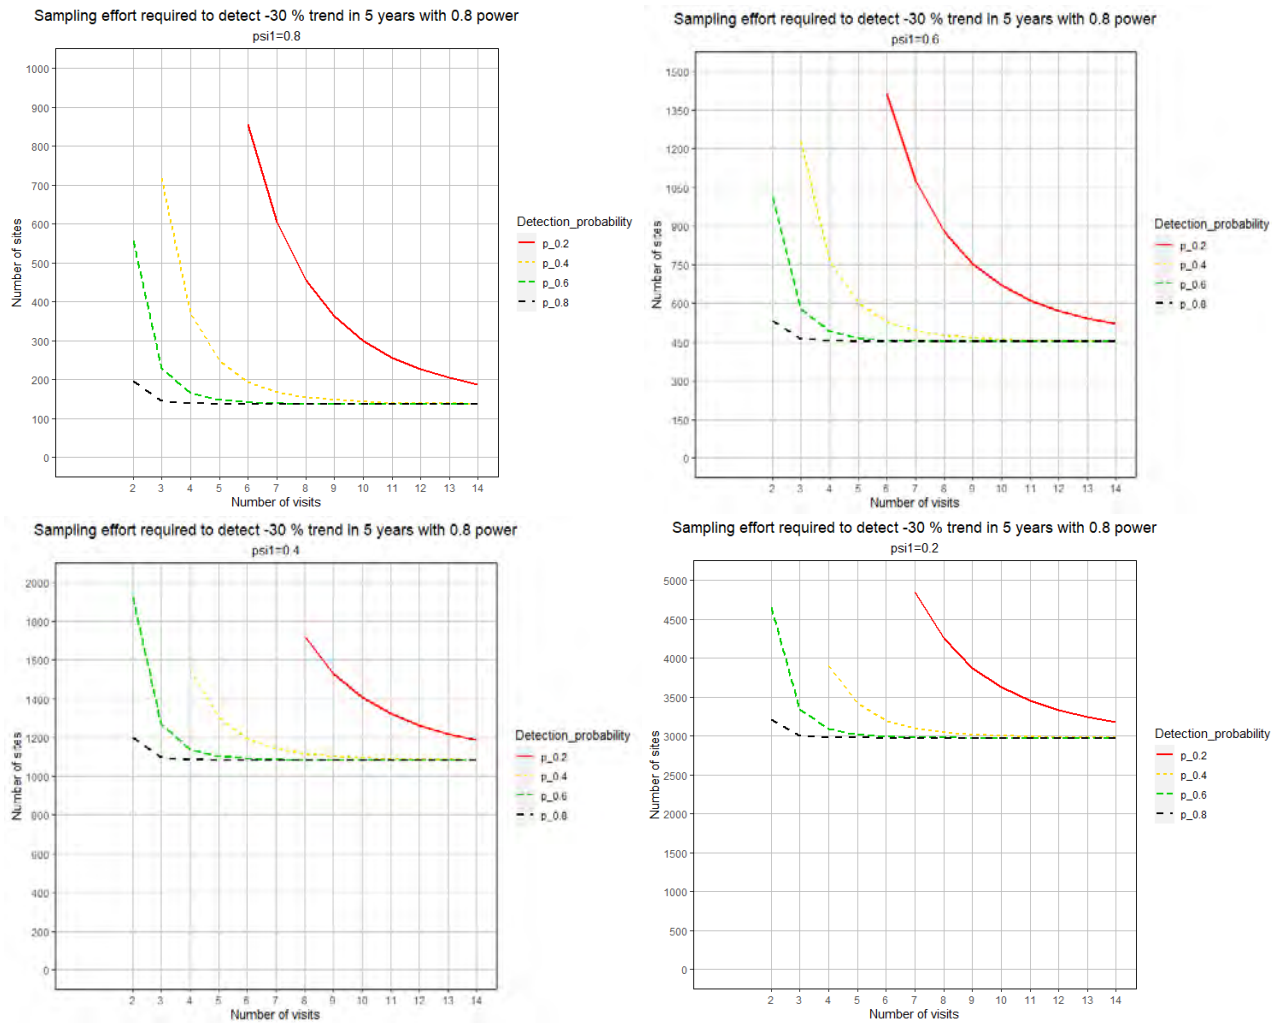 Sampling effort required to detect -30 % trend in 5 years with 0.8 power
psi1=0.8
1000
900
800
700
600
500
400
300
200
100
0
Number of sites
2 3 4 5 6 7 8 9 10 11 12 13 14
Number of visits
Detection_probability
p_0.2
p_0.4
p_0.6
p_0.8
Sampling effort required to detect -30 % trend in 5 years with 0.8 power
psi1=0.6
1500
1350
1200
1050
900
750
600
450
300
150
0
Number of sites
2 3 4 5 6 7 8 9 10 11 12 13 14
Number of visits
Detection_probability
p_0.2
p_0.4
p_0.6
p_0.8
Sampling effort required to detect -30 % trend in 5 years with 0.8 power
psi1=0.4
2000
1800
1600
1400
1200
1000
800
600
400
200
0
Number of sites
2 3 4 5 6 7 8 9 10 11 12 13 14
Number of visits
Detection_probability
p_0.2
p_0.4
p_0.6
p_0.8
Sampling effort required to detect -30 % trend in 5 years with 0.8 power
psi1=0.2
5000
4500
4000
3500
3000
2500
2000
1500
1000
500
0
Number of sites
2 3 4 5 6 7 8 9 10 11 12 13 14
Number of visits
Detection_probability
p_0.2
p_0.4
p_0.6
p_0.8